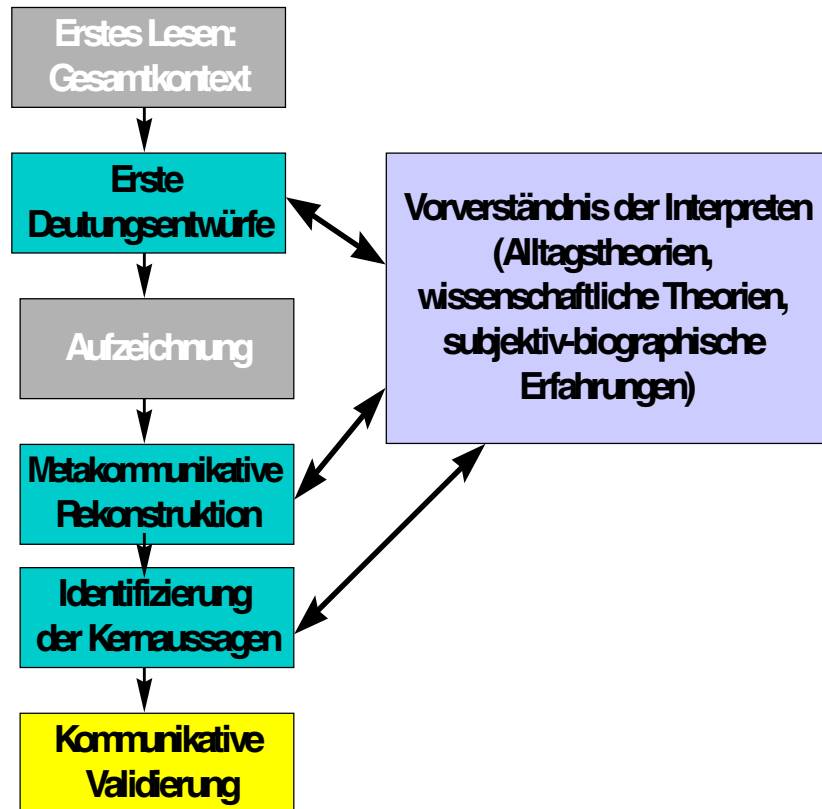 Erstes Lesen:
Gesamtkontext
Erste
Deutungsentwürfe
Aufzeichnung
Metakommunikative
Rekonstruktion
Identifizierung
der Kernaussagen
Kommunikative
Validierung
Vorverständnis der Interpreten
(Alltagstheorien,
wissenschaftliche Theorien,
subjektiv-biographische
Erfahrungen)